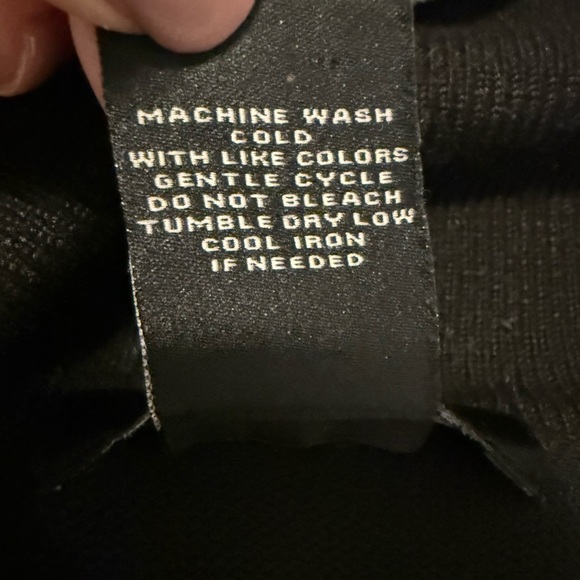 MACHINE WASH
COLD
WITH LIKE COLORS
GENTLE CYCLE
DO NOT BLEACH
TUMBLE DRY LOW
COOL IRON
IF NEEDED